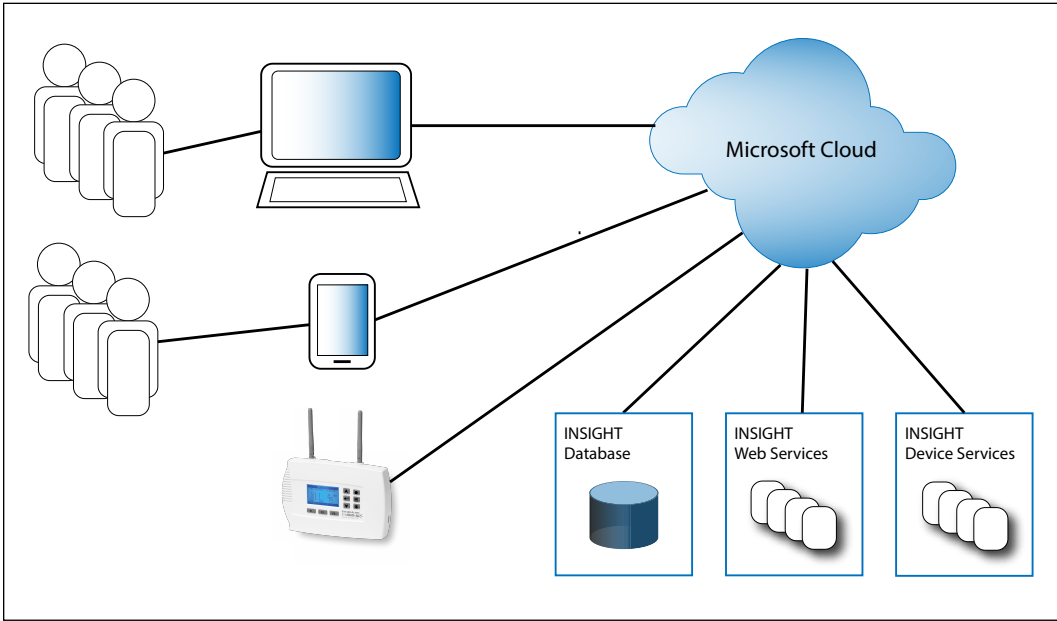 Microsoft Cloud
INSIGHT
Database
INSIGHT
Web Services
INSIGHT
Device Services